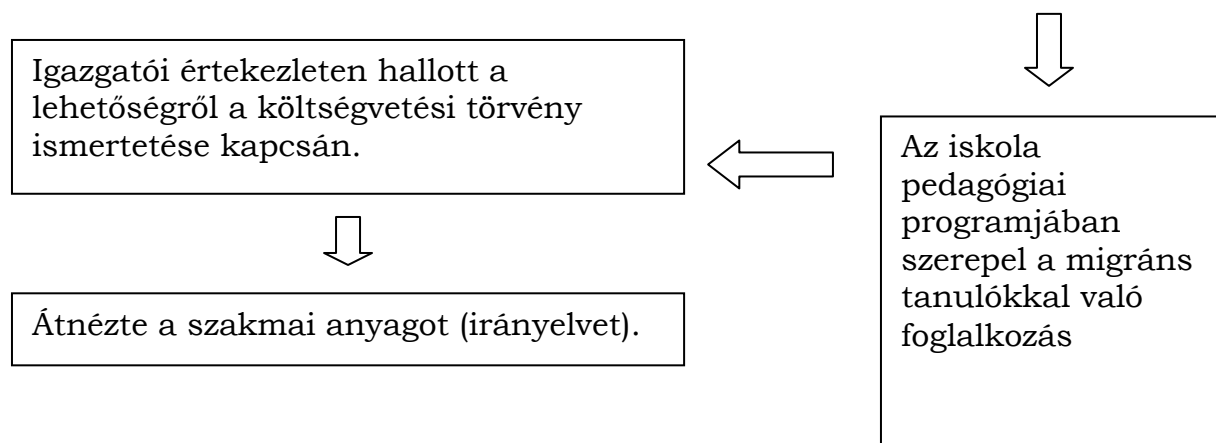 Igazgatói értekezleten hallott a
lehetőségről a költségvetési törvény
ismertetése kapcsán.
Átnézte a szakmai anyagot (irányelvet).
Az iskola
pedagógiai
programjában
szerepel a migráns
tanulókkal való
foglalkozás